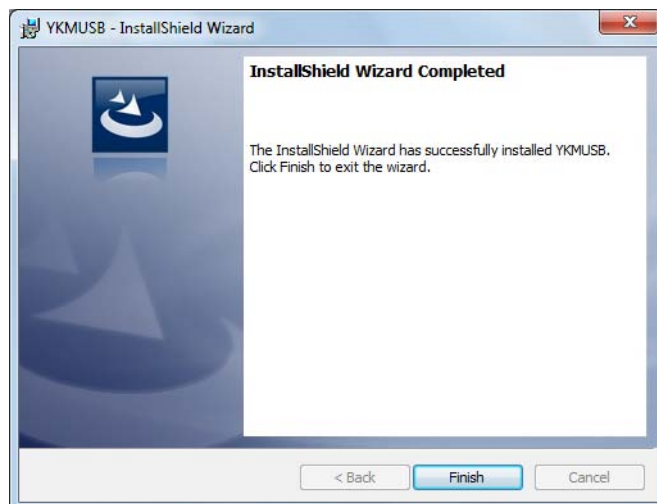 YKMUSB - InstallShield Wizard
InstallShield Wizard Completed
The InstallShield Wizard has successfully installed YKMUSB.
Click Finish to exit the wizard.
< Back
Finish
Cancel